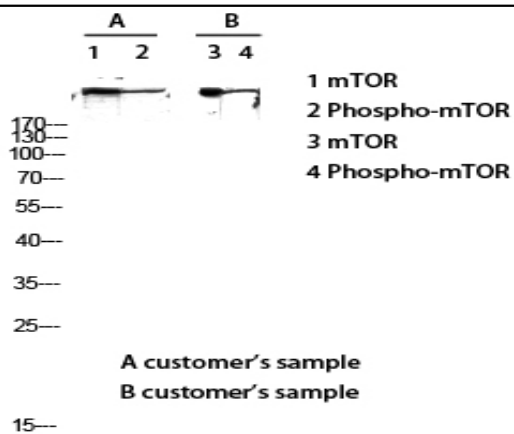 A B
1 2 3 4
1 mTOR
2 Phospho-mTOR
3 mTOR
4 Phospho-mTOR
170---
130---
100---
70---
55---
40---
35---
25---
A customer's sample
B customer's sample
15---